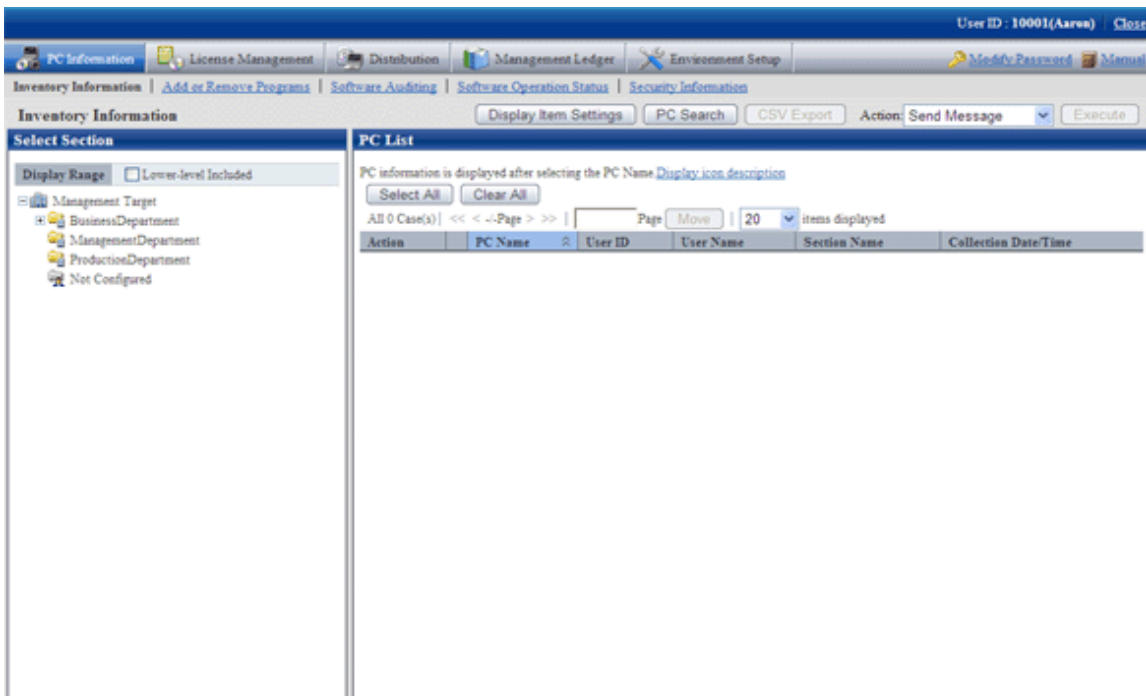 User ID : 10001(Aaron) Close
PC Information License Management Distribution Management Ledger Environment Setup Modify Password Manual
Inventory Information | Add or Remove Programs | Software Auditing | Software Operation Status | Security Information
Inventory Information Display Item Settings PC Search CSV Export Action: Send Message Execute
Select Section PC List
Display Range Lower-level Included
PC information is displayed after selecting the PC Name.Display icon description
Management Target
Select All Clear All
BusinessDepartment
All 0 Case(s) | << < -/-Page > >> | Page Move | 20 items displayed
ManagementDepartment
Action PC Name User ID User Name Section Name Collection Date/Time
ProductionDepartment
Not Configured